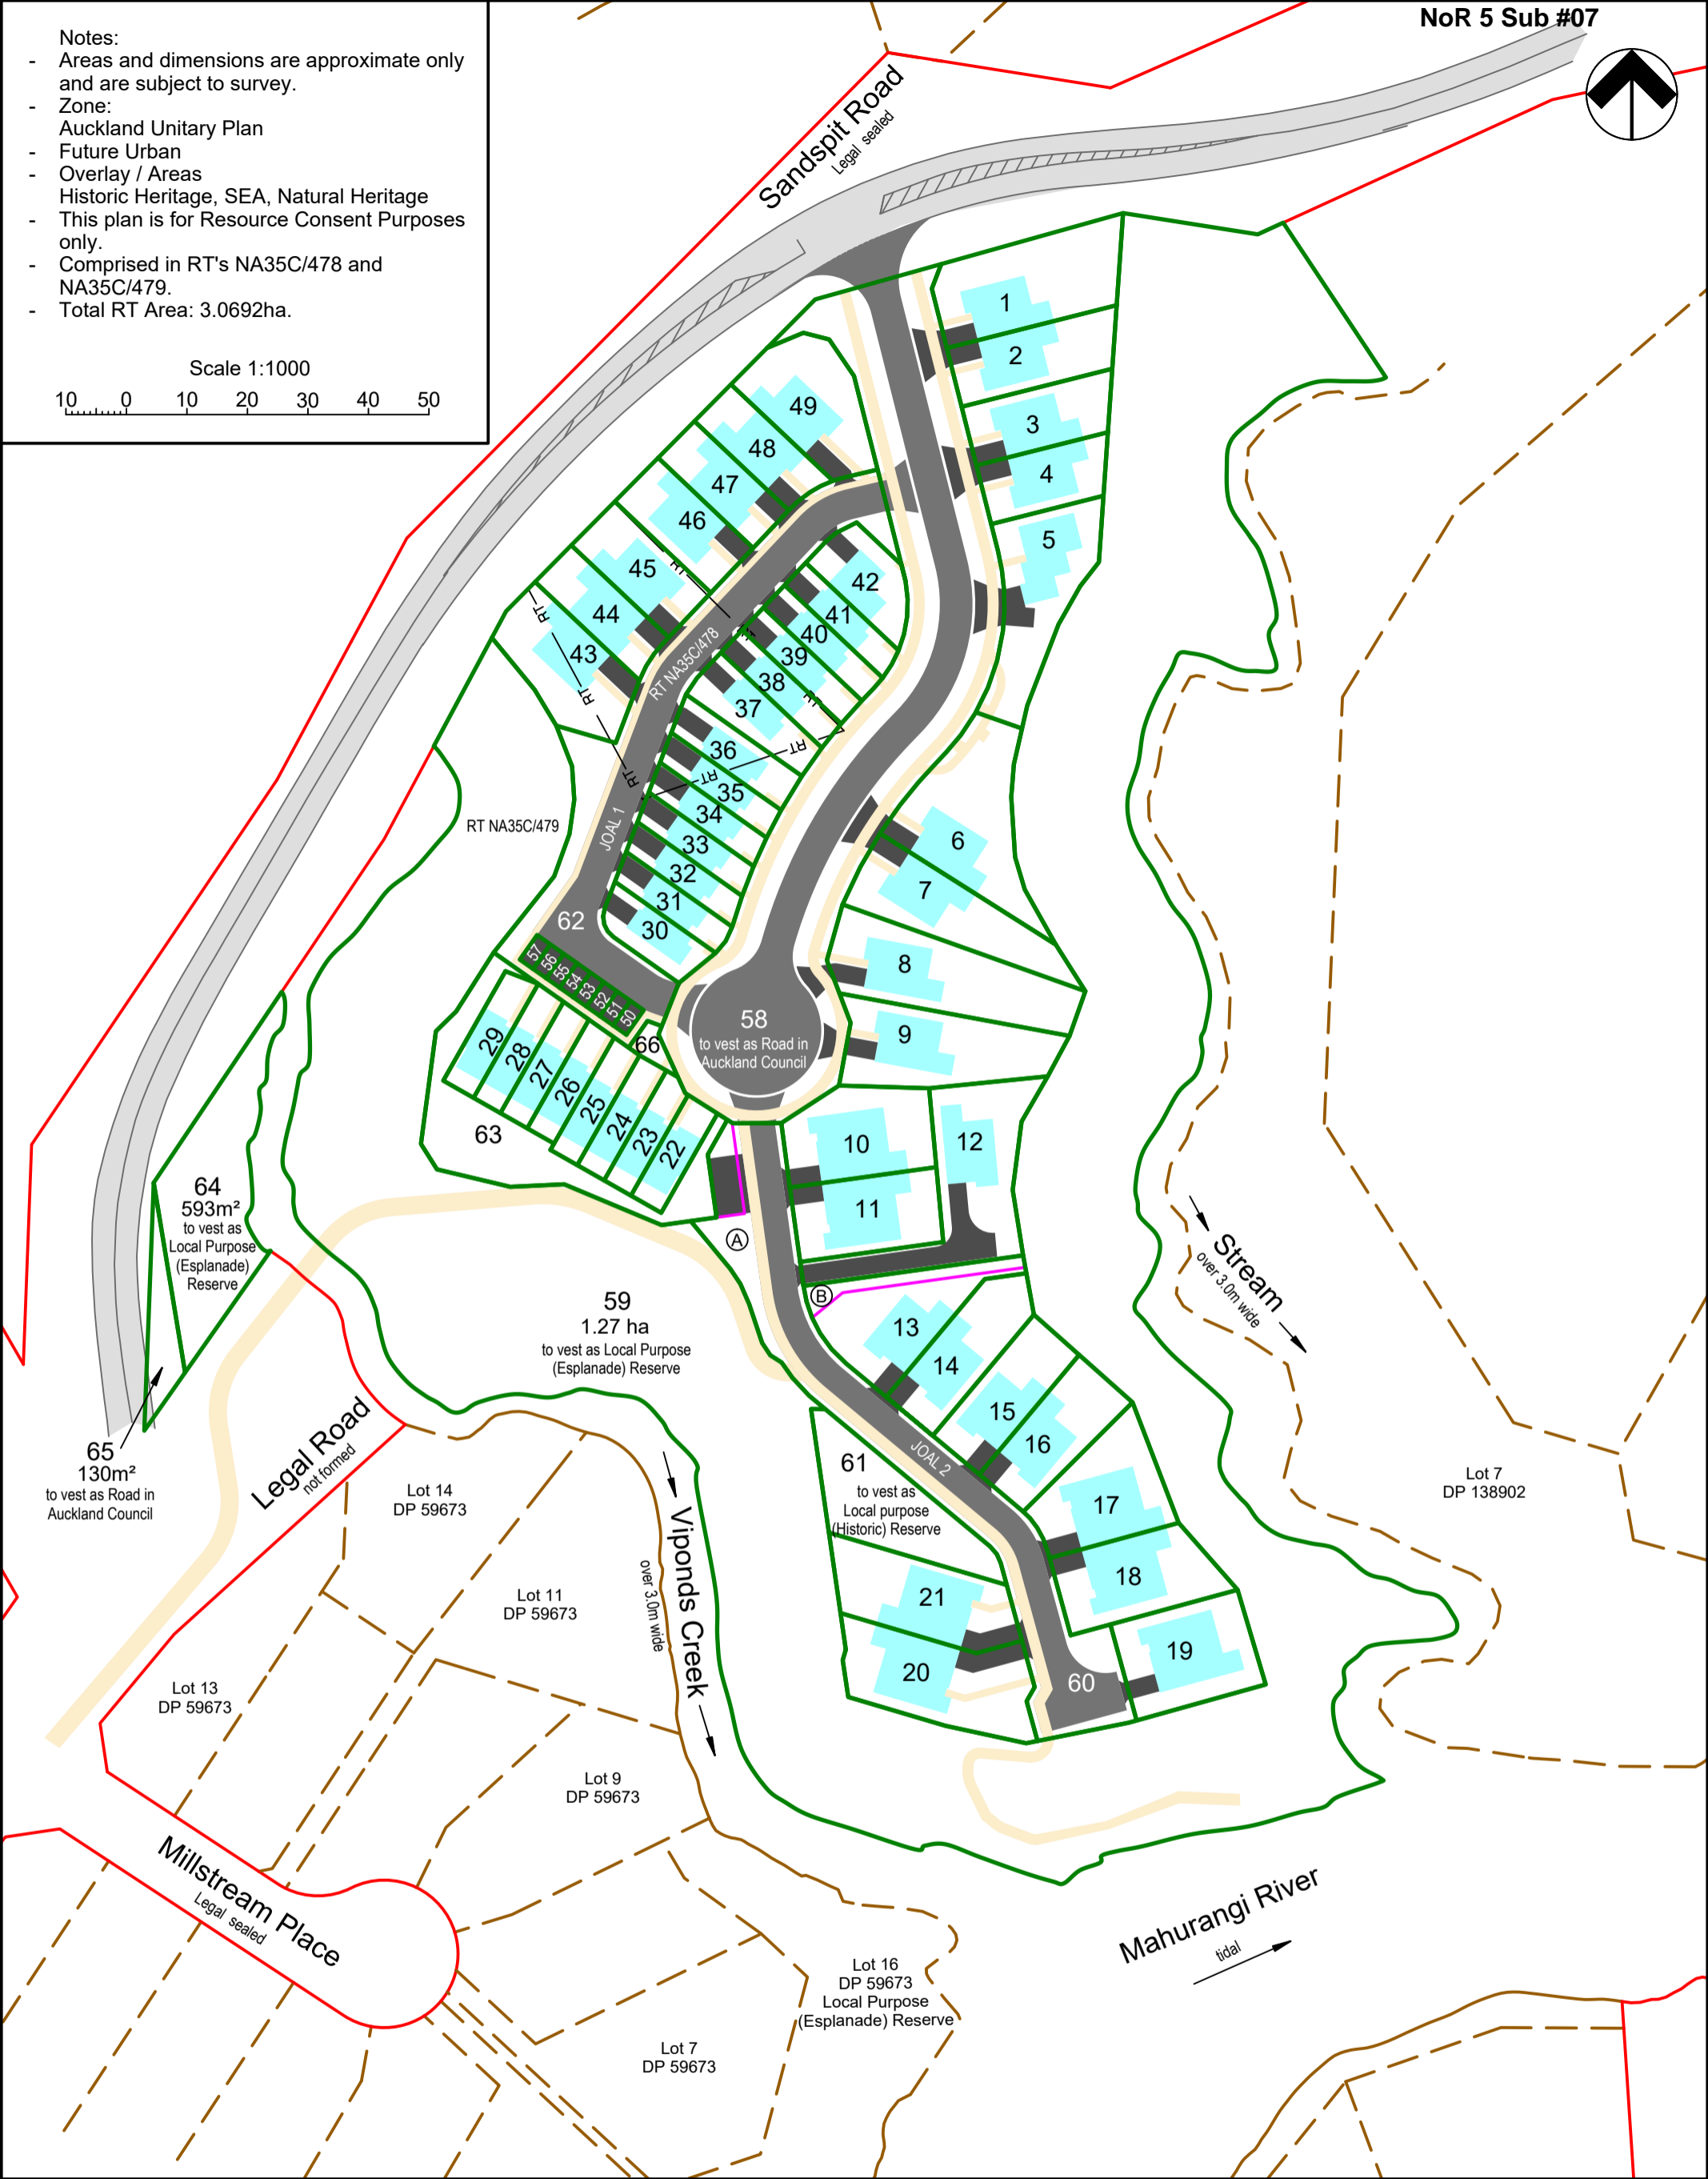 NoR 5 Sub #07
Notes:
- Areas and dimensions are approximate only
and are subject to survey.
- Zone:
Auckland Unitary Plan
- Future Urban
- Overlay / Areas
Historic Heritage, SEA, Natural Heritage
- This plan is for Resource Consent Purposes
only.
- Comprised in RT's NA35C/478 and
NA35C/479.
- Total RT Area: 3.0692ha.
Scale 1:1000
10 0 10 20 30 40 50
Sandspit Road
Legal sealed
1
2
3
4
5
49
48
47
46
45
44
43
42
41
40
39
38
37
36
35
34
33
32
31
30
RT
RT
RT
RT
RT
RT
RT
RT
RT NA35C/478
JOAL 1
RT NA35C/479
62
57
56
55
54
53
52
51
50
66
58
to vest as Road in
Auckland Council
6
7
8
9
29
28
27
26
25
24
23
22
63
10
11
12
A
B
64
593m²
to vest as
Local Purpose
(Esplanade)
Reserve
59
1.27 ha
to vest as Local Purpose
(Esplanade) Reserve
Stream
over 3.0m wide
13
14
15
16
17
18
19
20
21
60
JOAL 2
61
to vest as
Local purpose
(Historic) Reserve
65
130m²
to vest as Road in
Auckland Council
Legal Road
not formed
Lot 14
DP 59673
Lot 11
DP 59673
Lot 13
DP 59673
Lot 9
DP 59673
Viponds Creek
over 3.0m wide
Lot 7
DP 138902
Millstream Place
Legal sealed
Mahurangi River
tidal
Lot 16
DP 59673
Local Purpose
(Esplanade) Reserve
Lot 7
DP 59673